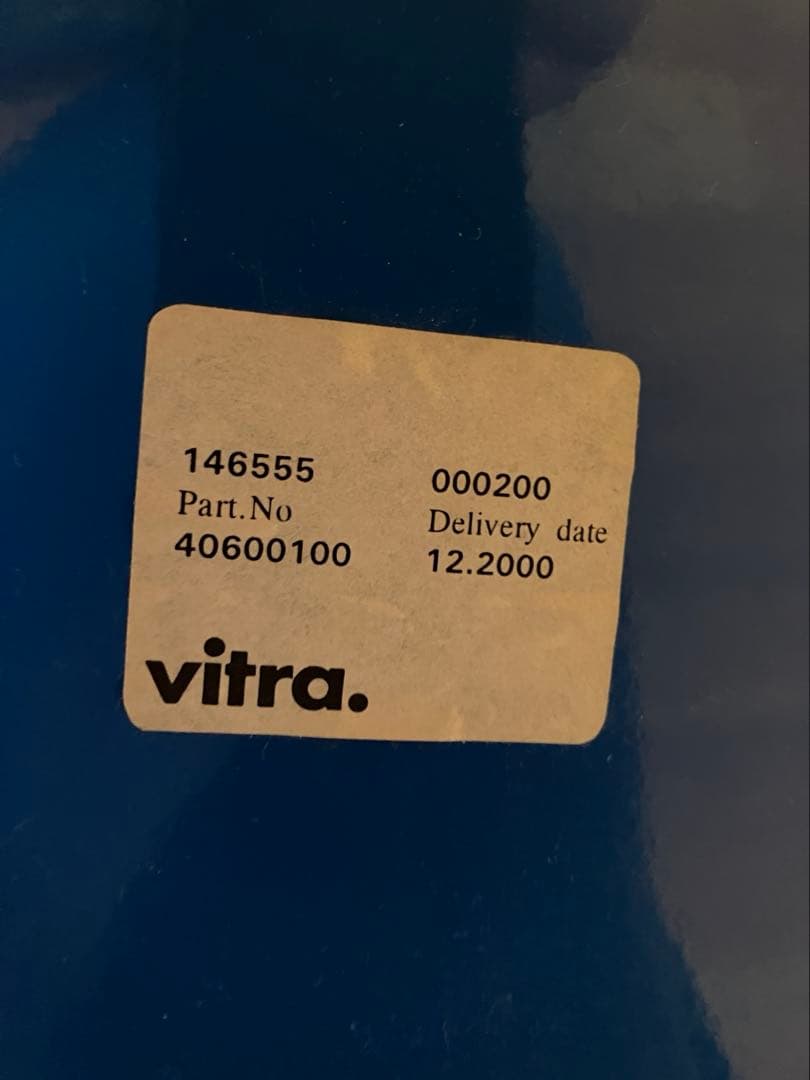 146555 000200
Part.No Delivery date
40600100 12.2000
vitra.